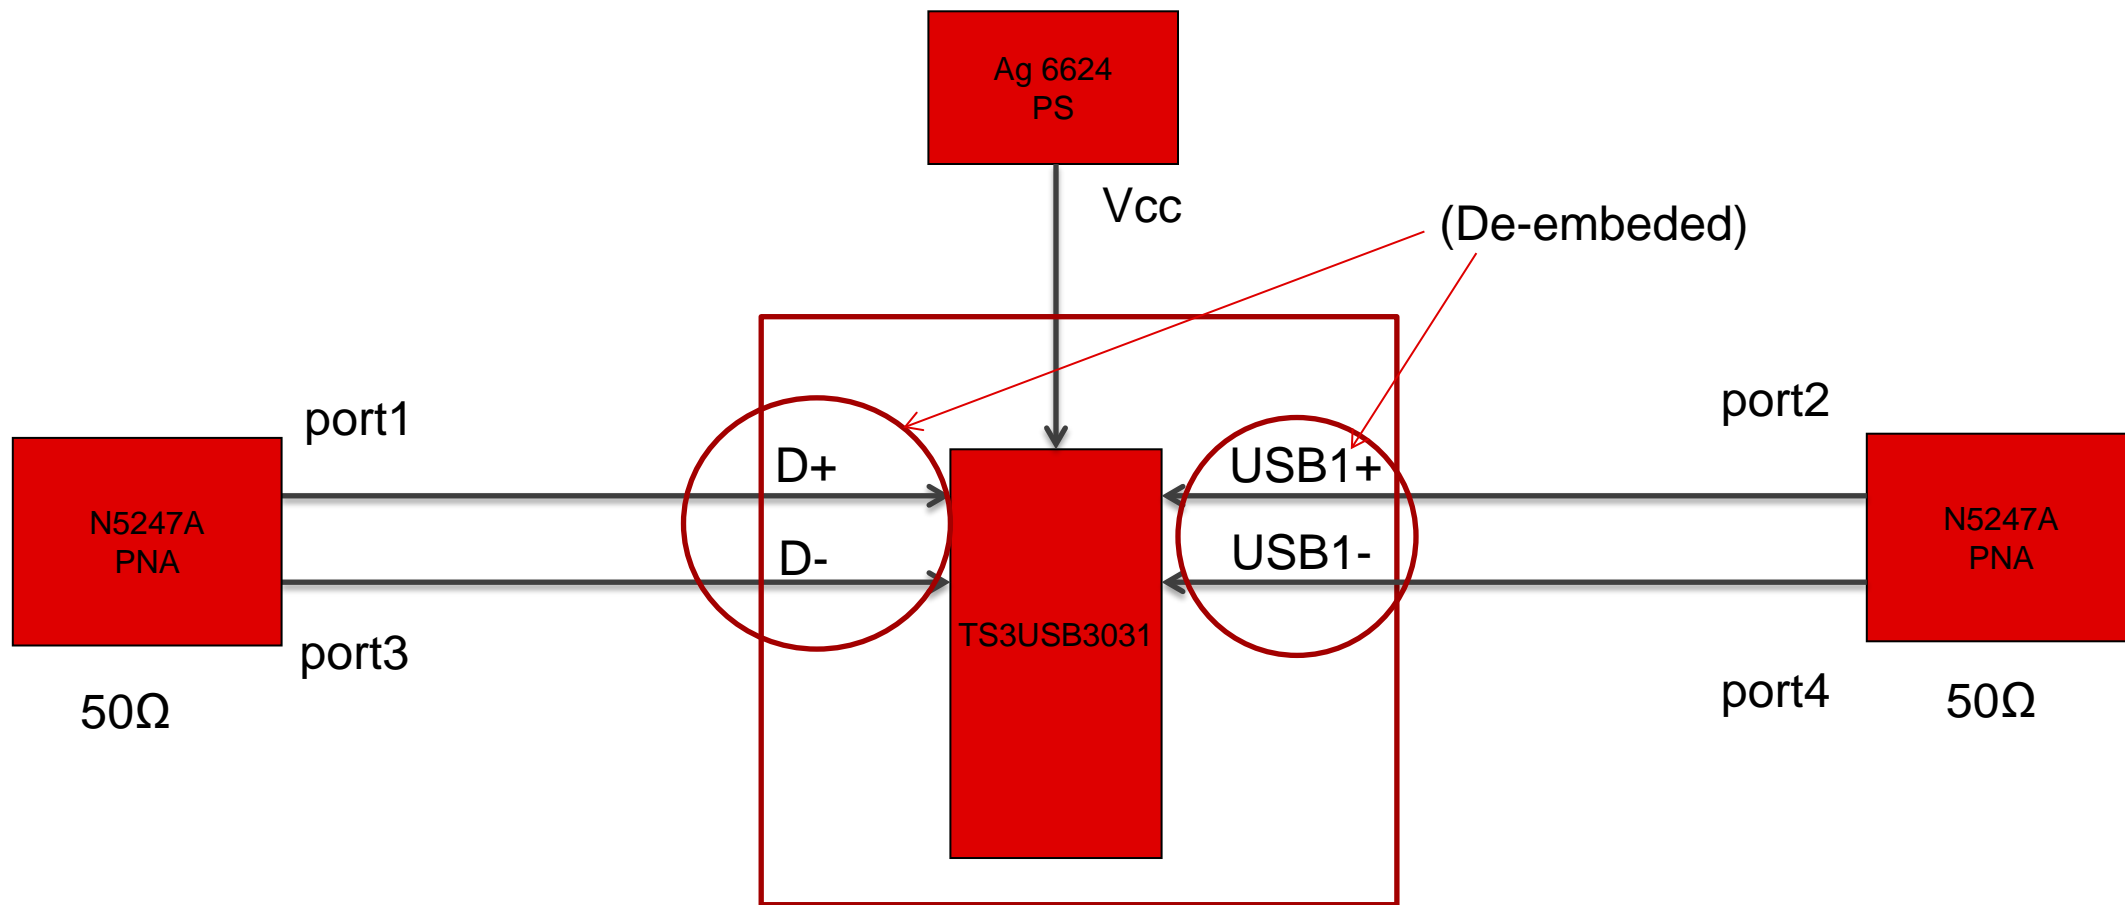 Ag 6624
PS
Vcc
(De-embeded)
port1
port2
D+
USB1+
N5247A
PNA
N5247A
PNA
D-
USB1-
TS3USB3031
port3
port4
50Ω
50Ω